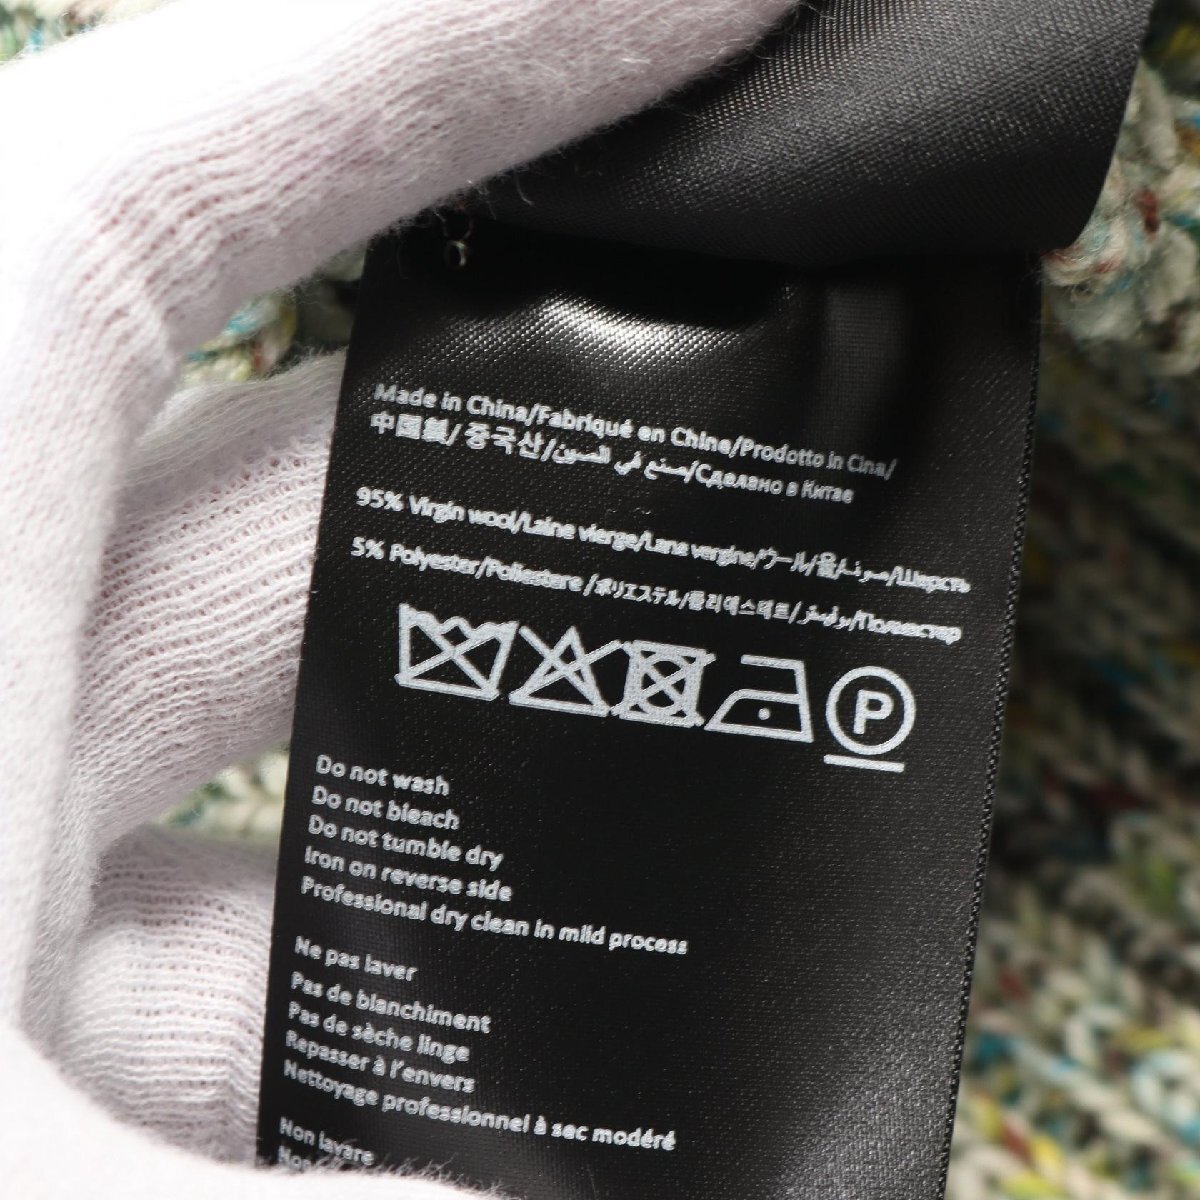 Made in China/Fabriqué en Chine/Prodotto in Cina/
中国製/ 중국산/صنع في الصين/Сделано в Китае
95% Virgin wool/Laine vierge/Lana vergine/ウール/울/صوف/Шерсть
5% Polyester/Poliestere /ポリエステル/폴리에스테르/بوليستر/Полиэстер
P
Do not wash
Do not bleach
Do not tumble dry
Iron on reverse side
Professional dry clean in mild process
Ne pas laver
Pas de blanchiment
Pas de sèche linge
Repasser à l'envers
Nettoyage professionnel à sec modéré
Non lavare